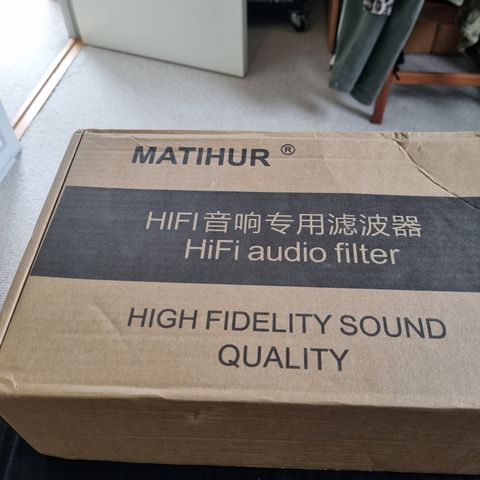 MATIHUR ®
HIFI音响专用滤波器
HiFi audio filter
HIGH FIDELITY SOUND
QUALITY